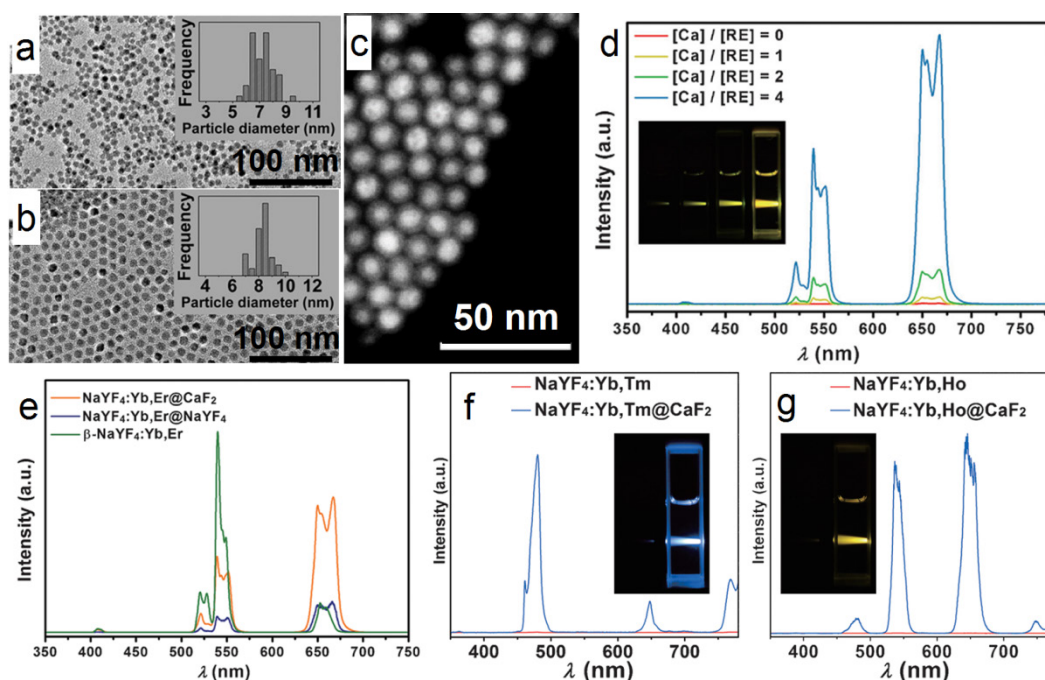 a
Frequency
3 5 7 9 11
Particle diameter (nm)
100 nm
b
Frequency
4 6 8 10 12
Particle diameter (nm)
100 nm
c
50 nm
d
[Ca] / [RE] = 0
[Ca] / [RE] = 1
[Ca] / [RE] = 2
[Ca] / [RE] = 4
Intensity (a.u.)
350 400 450 500 550 600 650 700 750
λ (nm)
e
NaYF₄:Yb,Er@CaF₂
NaYF₄:Yb,Er@NaYF₄
β-NaYF₄:Yb,Er
Intensity (a.u.)
350 400 450 500 550 600 650 700 750
λ (nm)
f
NaYF₄:Yb,Tm
NaYF₄:Yb,Tm@CaF₂
Intensity (a.u.)
400 500 600 700
λ (nm)
g
NaYF₄:Yb,Ho
NaYF₄:Yb,Ho@CaF₂
Intensity (a.u.)
400 500 600 700
λ (nm)